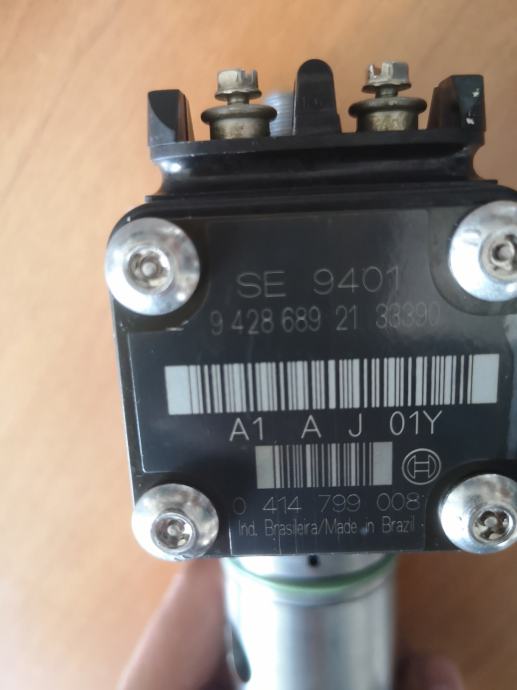 SE 9401
9 428 689 21 33390
A1 A J 01Y
0 414 799 008
Ind. Brasileira/Made in Brazil